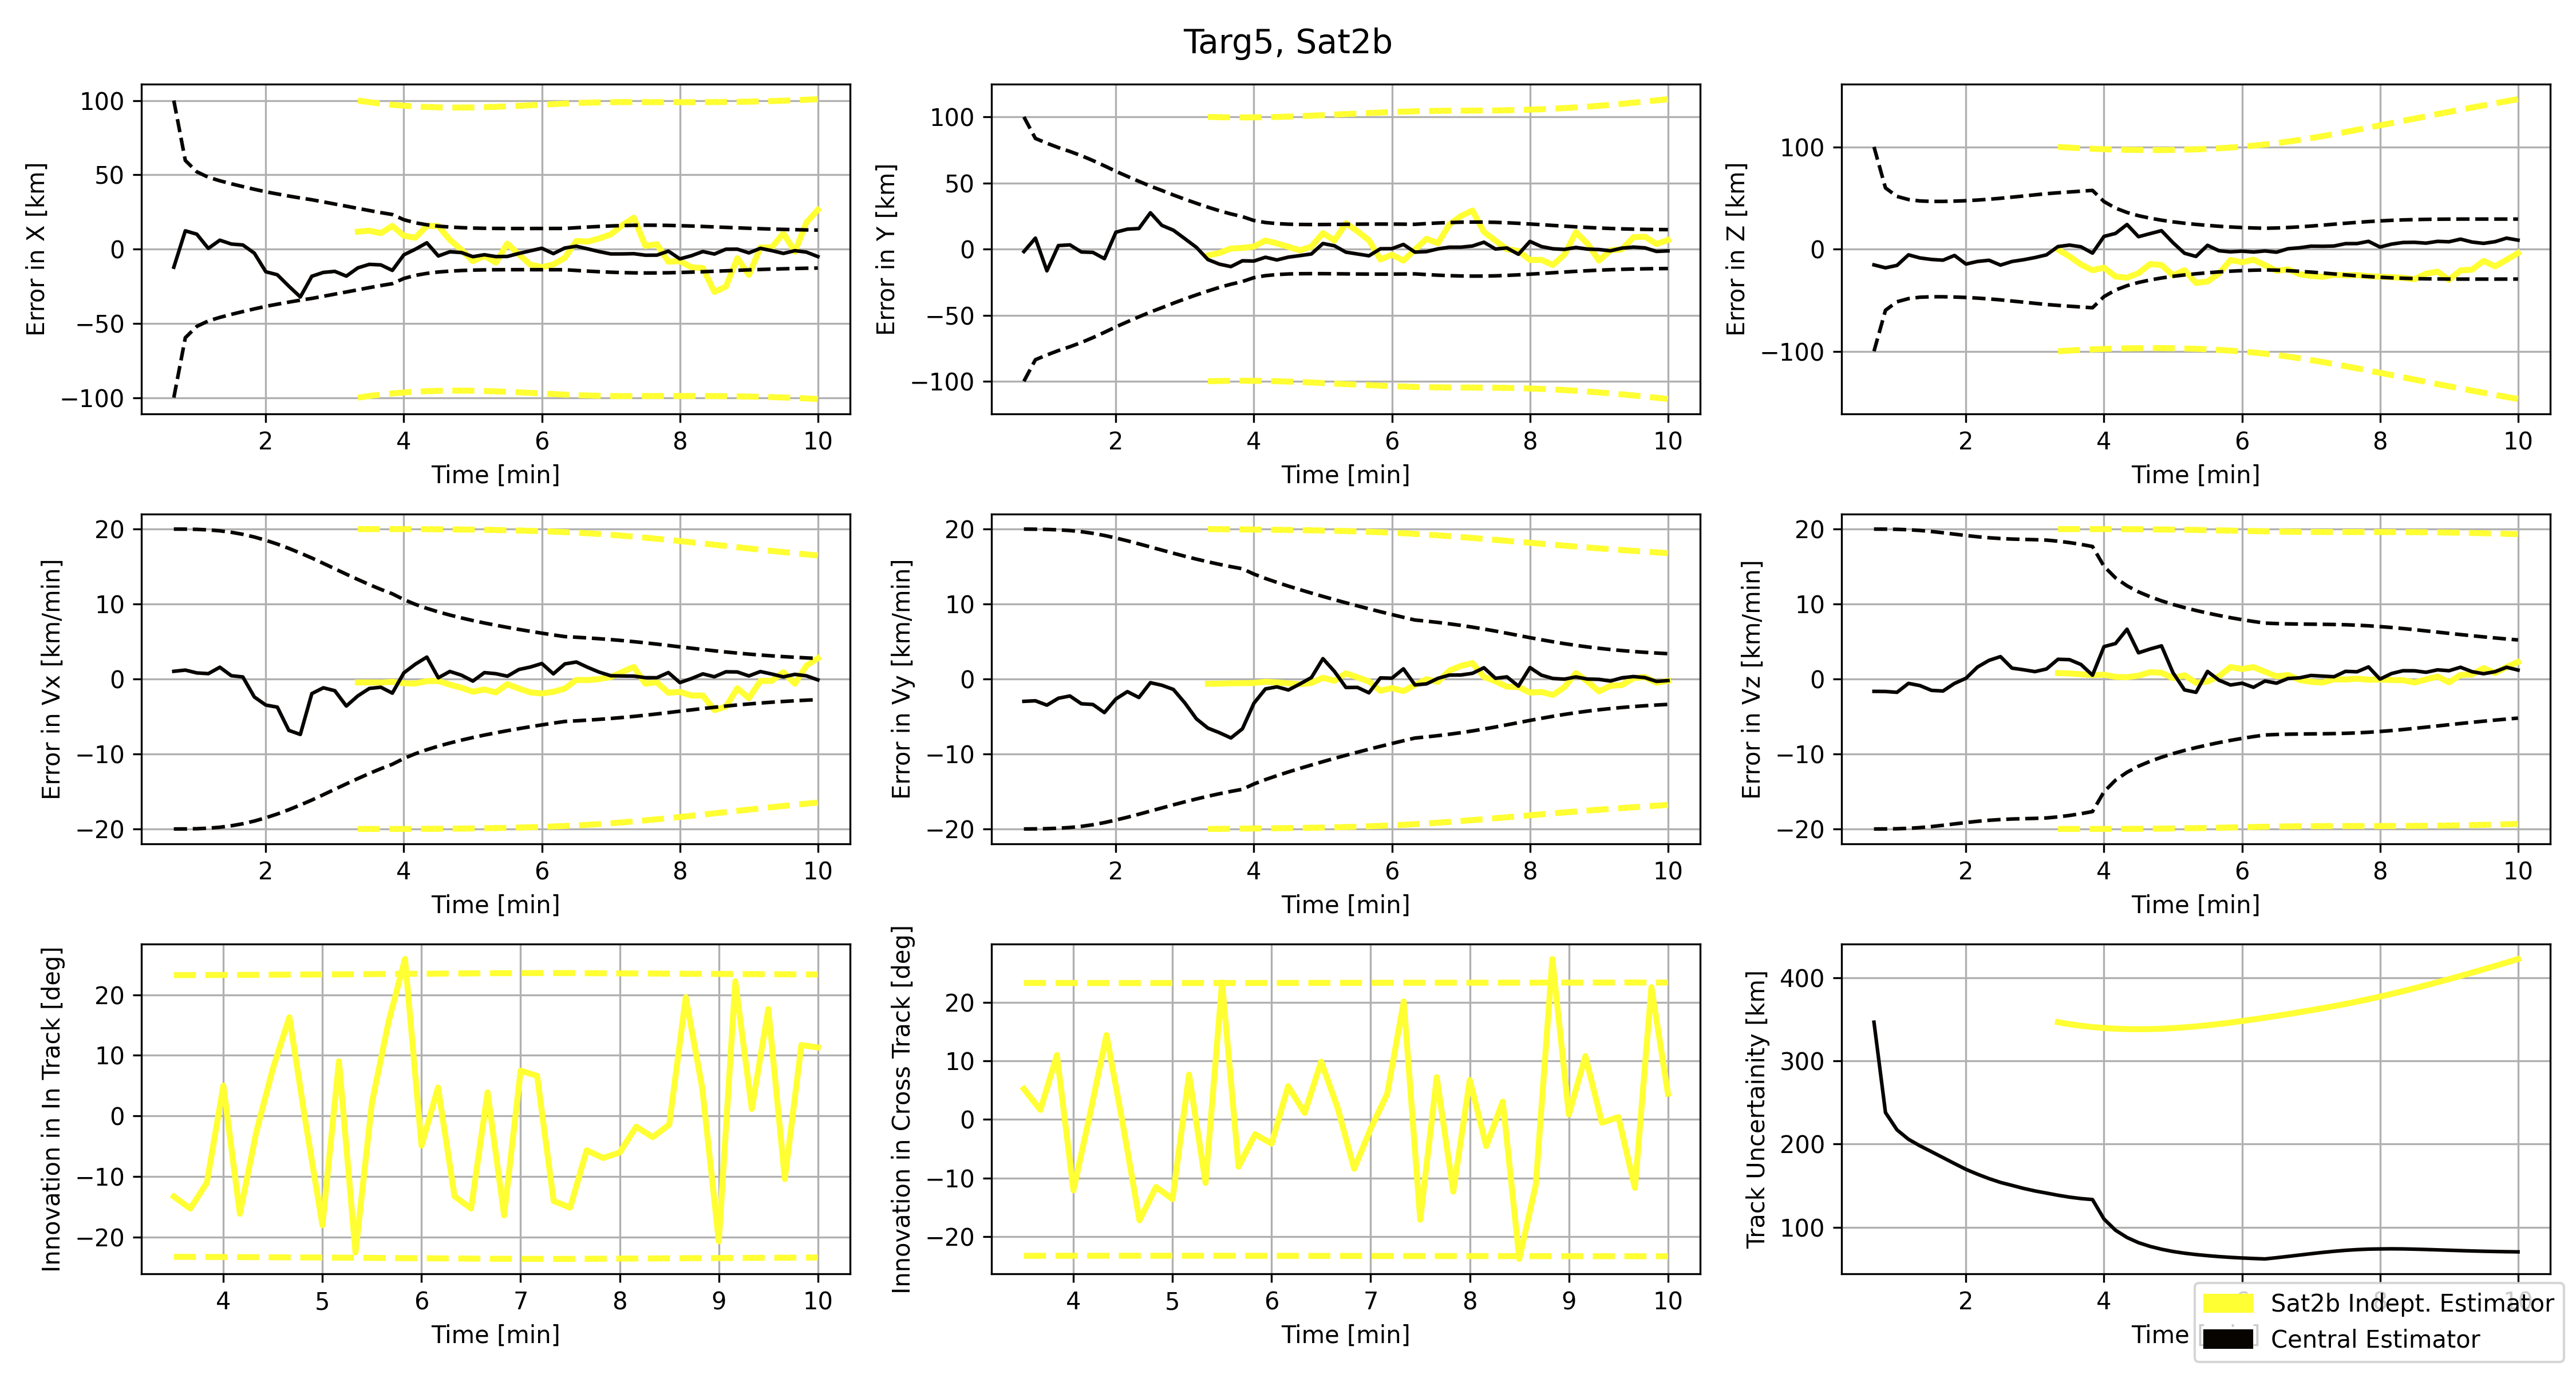 Targ5, Sat2b
Error in X [km]
100
50
0
−50
−100
2 4 6 8 10
Time [min]
Error in Y [km]
100
50
0
−50
−100
2 4 6 8 10
Time [min]
Error in Z [km]
100
0
−100
2 4 6 8 10
Time [min]
Error in Vx [km/min]
20
10
0
−10
−20
2 4 6 8 10
Time [min]
Error in Vy [km/min]
20
10
0
−10
−20
2 4 6 8 10
Time [min]
Error in Vz [km/min]
20
10
0
−10
−20
2 4 6 8 10
Time [min]
Innovation in In Track [deg]
20
10
0
−10
−20
4 5 6 7 8 9 10
Time [min]
Innovation in Cross Track [deg]
20
10
0
−10
−20
4 5 6 7 8 9 10
Time [min]
Track Uncertainity [km]
400
300
200
100
2 4 6 8 10
Time [min]
Sat2b Indept. Estimator
Central Estimator